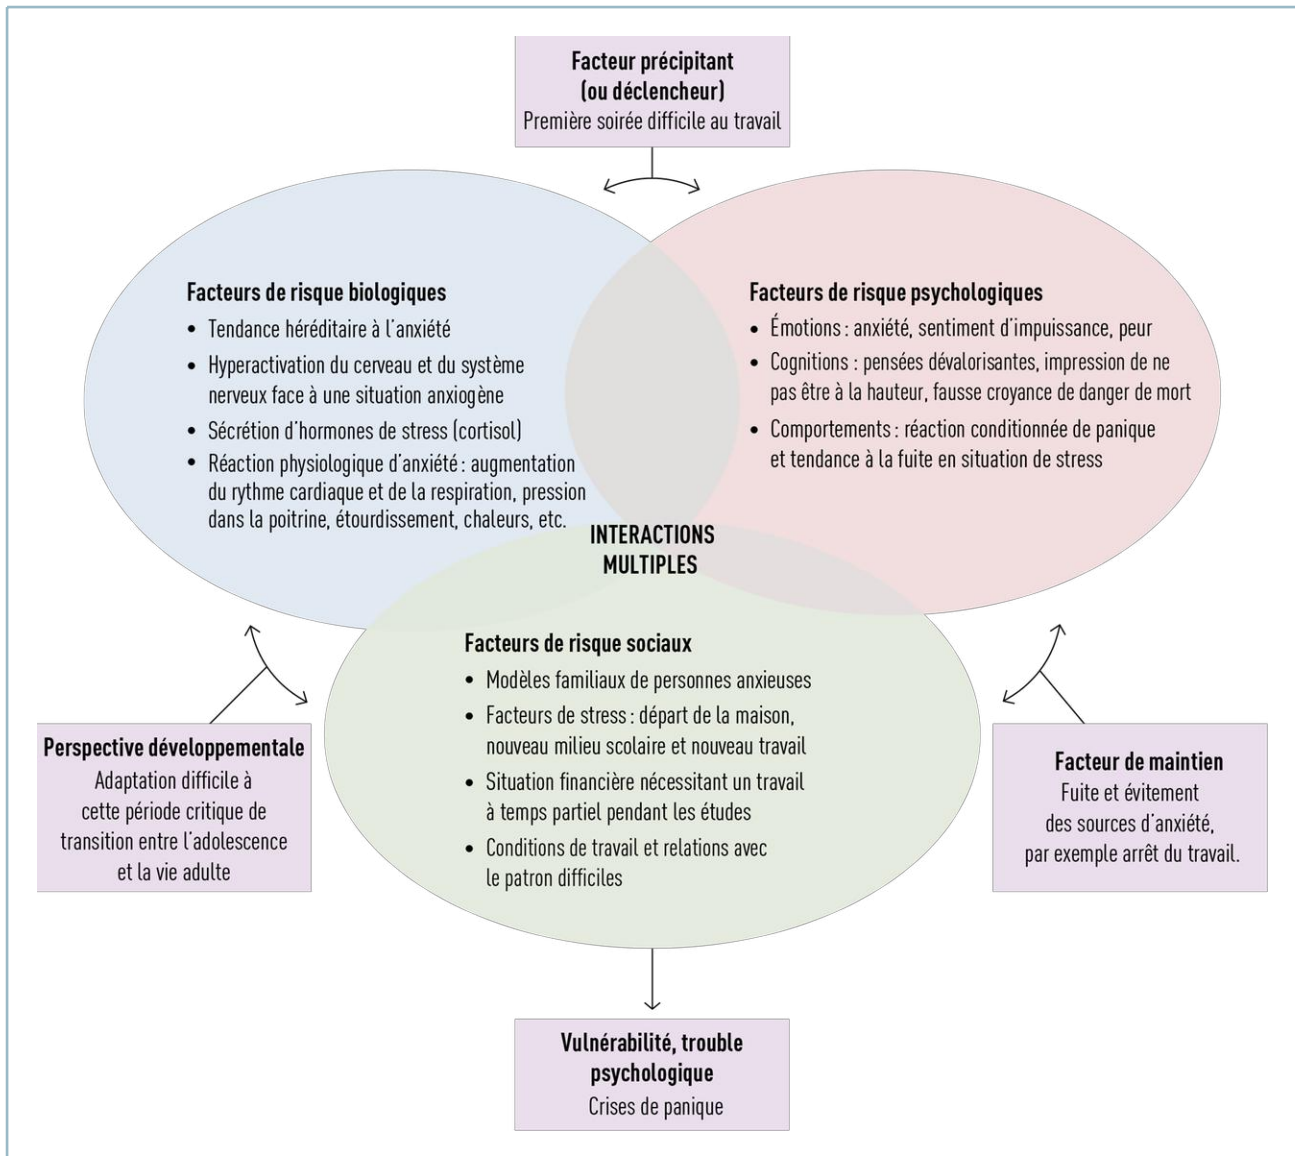 Facteur précipitant
(ou déclencheur)
Première soirée difficile au travail
Facteurs de risque biologiques
• Tendance héréditaire à l'anxiété
• Hyperactivation du cerveau et du système
nerveux face à une situation anxiogène
• Sécrétion d'hormones de stress (cortisol)
• Réaction physiologique d'anxiété : augmentation
du rythme cardiaque et de la respiration, pression
dans la poitrine, étourdissement, chaleurs, etc.
Facteurs de risque psychologiques
• Émotions : anxiété, sentiment d'impuissance, peur
• Cognitions : pensées dévalorisantes, impression de ne
pas être à la hauteur, fausse croyance de danger de mort
• Comportements : réaction conditionnée de panique
et tendance à la fuite en situation de stress
INTERACTIONS
MULTIPLES
Facteurs de risque sociaux
• Modèles familiaux de personnes anxieuses
• Facteurs de stress : départ de la maison,
nouveau milieu scolaire et nouveau travail
• Situation financière nécessitant un travail
à temps partiel pendant les études
• Conditions de travail et relations avec
le patron difficiles
Perspective développementale
Adaptation difficile à
cette période critique de
transition entre l'adolescence
et la vie adulte
Facteur de maintien
Fuite et évitement
des sources d'anxiété,
par exemple arrêt du travail.
Vulnérabilité, trouble
psychologique
Crises de panique